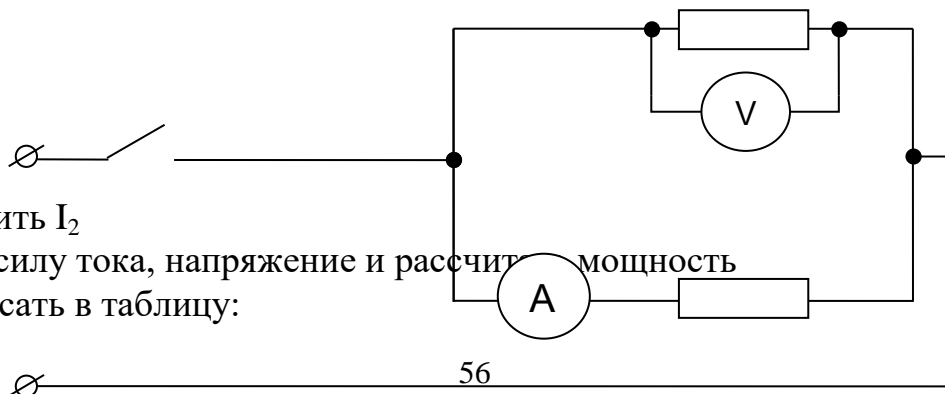 V
ить I₂
силу тока, напряжение и рассчит мощность
A
сать в таблицу:
56